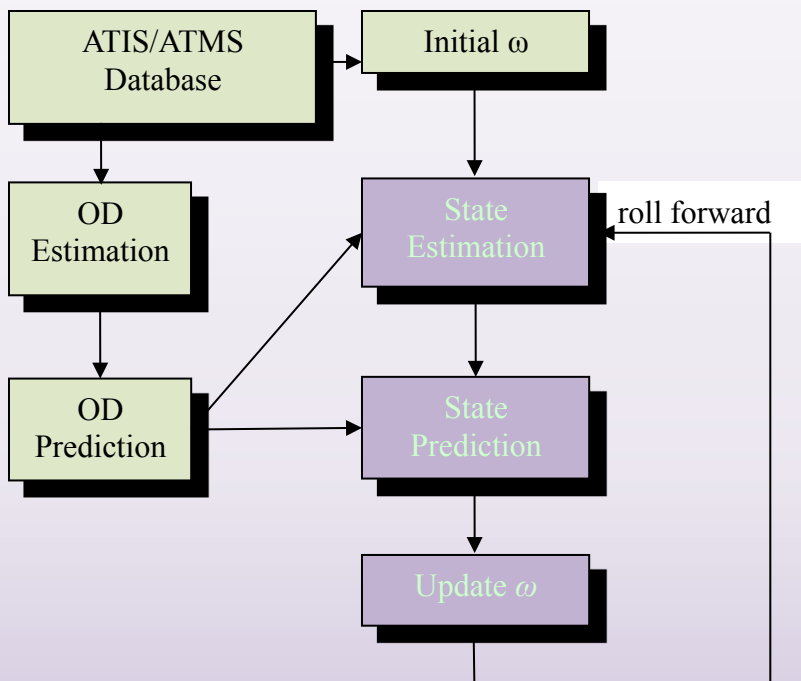 ATIS/ATMS
Database
Initial ω
OD
Estimation
State
Estimation
roll forward
OD
Prediction
State
Prediction
Update ω